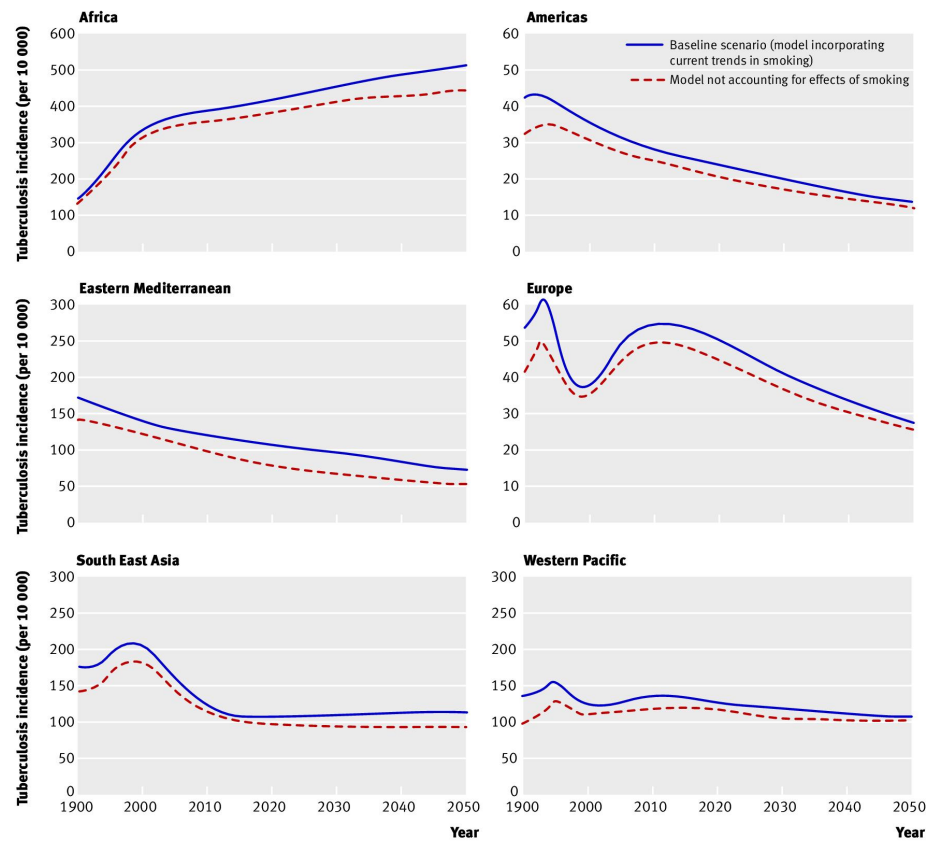 Africa
Tuberculosis incidence (per 10 000)
600
500
400
300
200
100
0
Americas
60
50
40
30
20
10
0
Baseline scenario (model incorporating
current trends in smoking)
Model not accounting for effects of smoking
Eastern Mediterranean
Tuberculosis incidence (per 10 000)
300
250
200
150
100
50
0
Europe
60
50
40
30
20
10
0
South East Asia
Tuberculosis incidence (per 10 000)
300
250
200
150
100
50
0
1900 2000 2010 2020 2030 2040 2050
Year
Western Pacific
300
250
200
150
100
50
0
1900 2000 2010 2020 2030 2040 2050
Year